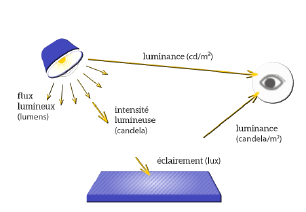 luminance (cd/m²)
flux
lumineux
(lumens)
intensité
lumineuse
(candela)
luminance
(candela/m²)
éclairement (lux)